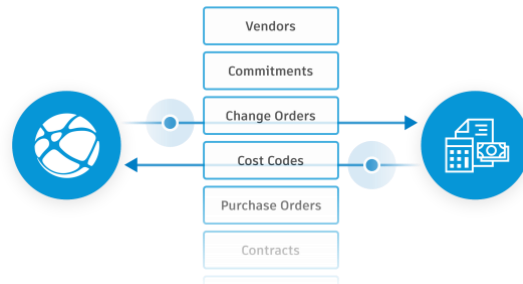 Vendors
Commitments
Change Orders
Cost Codes
Purchase Orders
Contracts